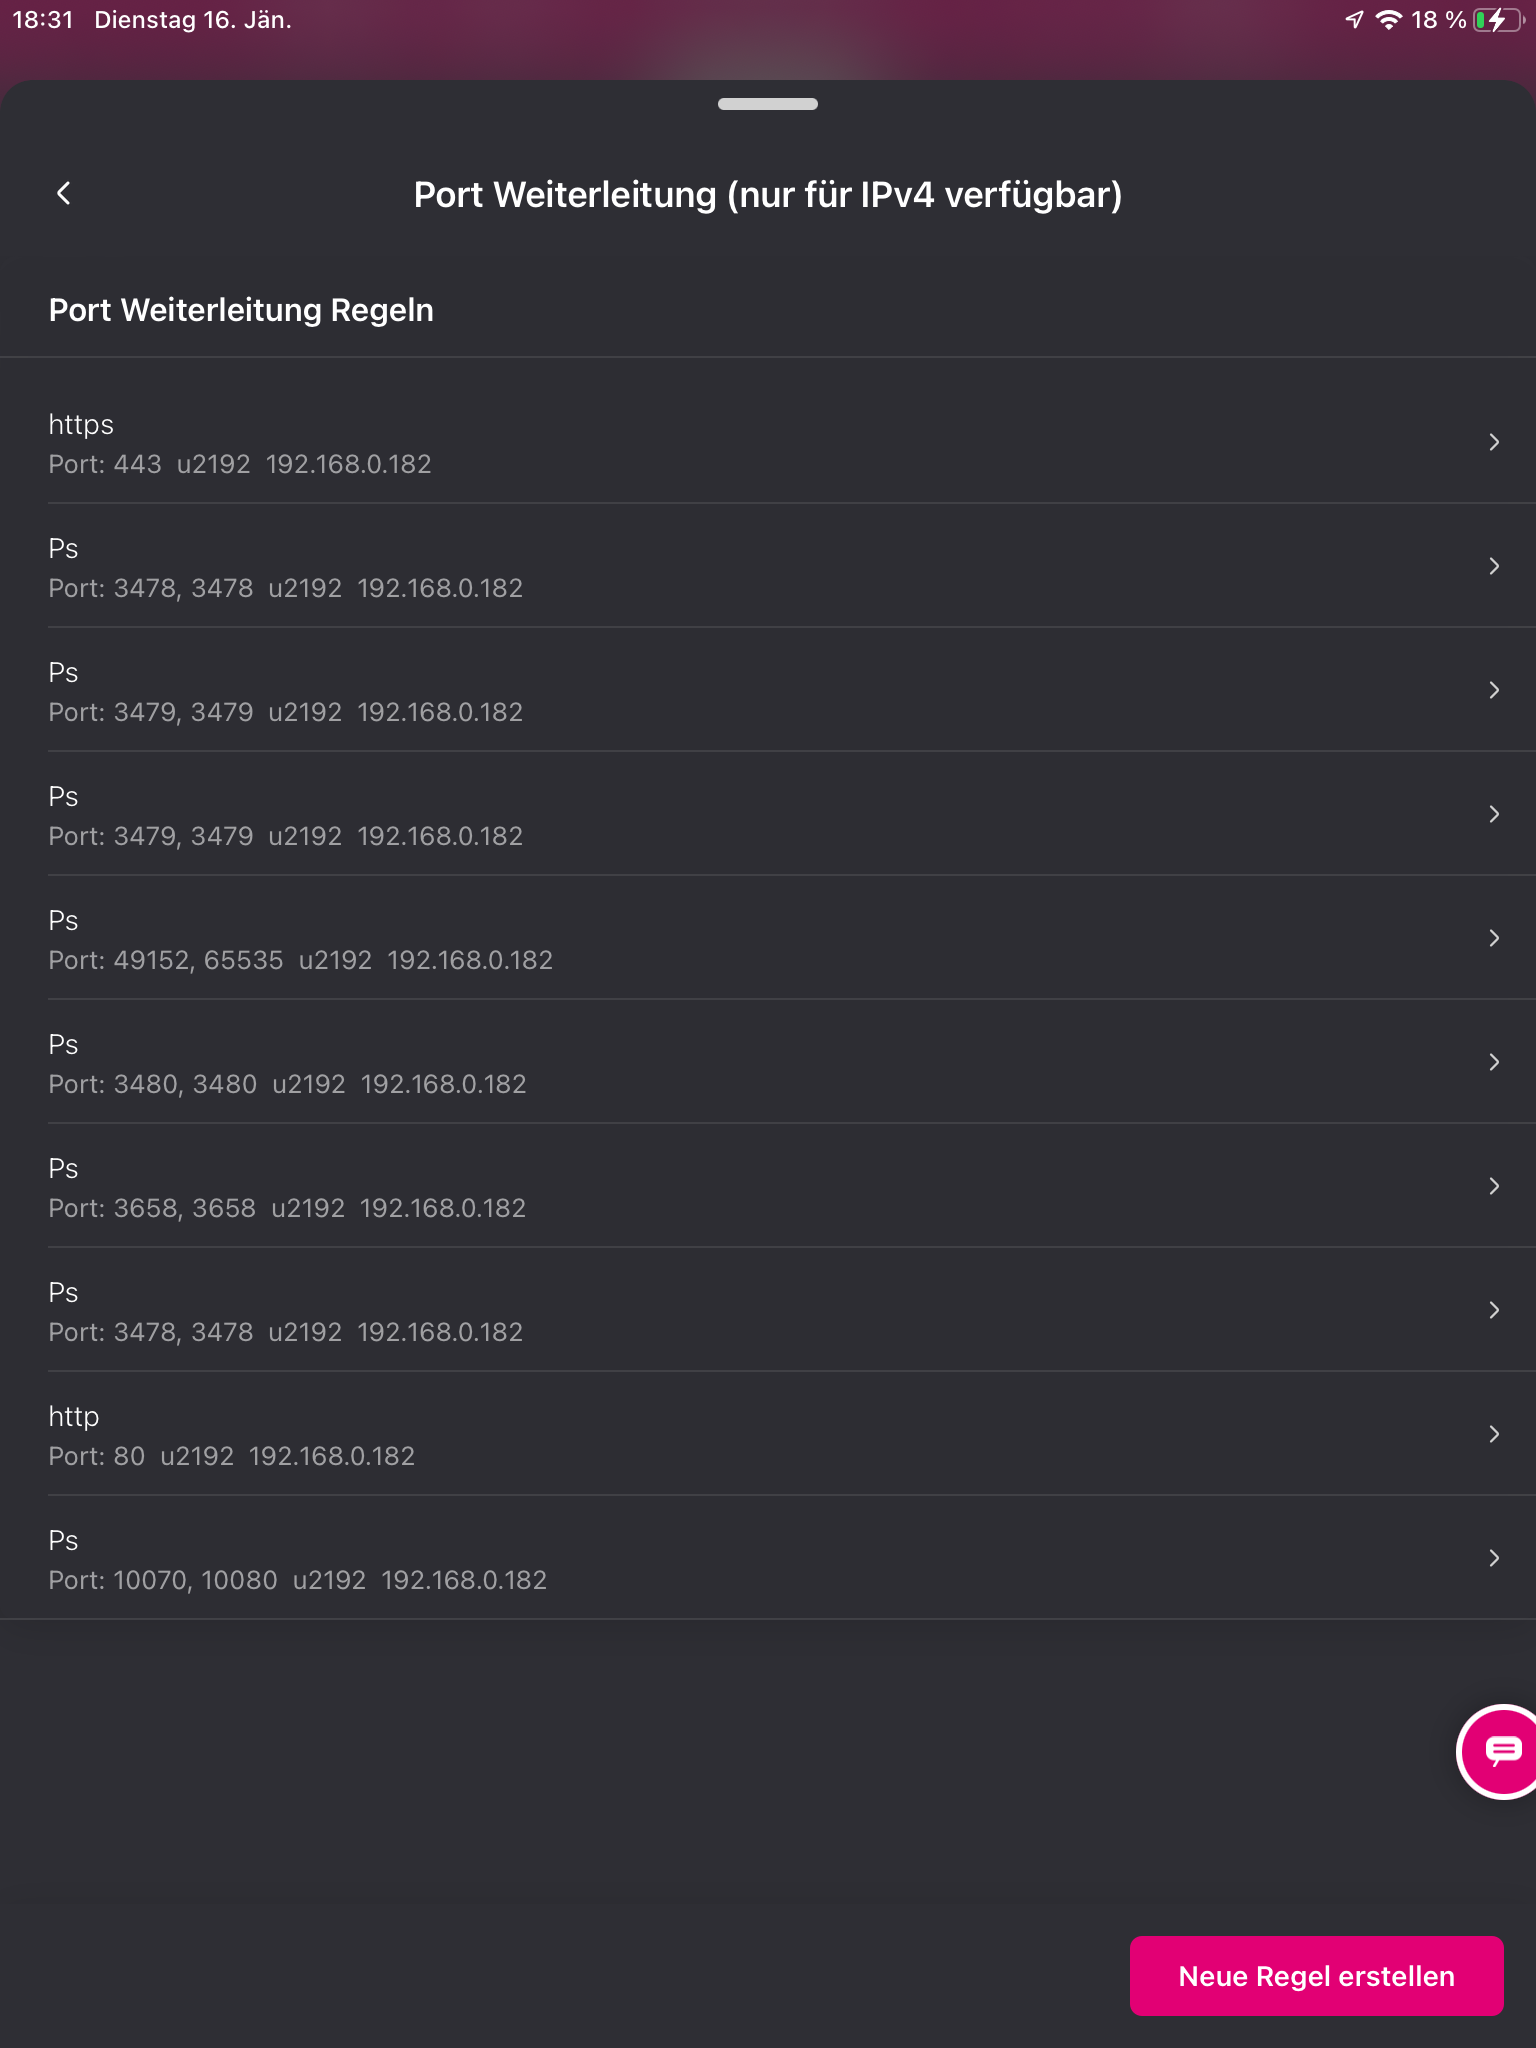 18:31 Dienstag 16. Jän. 18 %
Port Weiterleitung (nur für IPv4 verfügbar)
Port Weiterleitung Regeln
https
Port: 443 u2192 192.168.0.182
Ps
Port: 3478, 3478 u2192 192.168.0.182
Ps
Port: 3479, 3479 u2192 192.168.0.182
Ps
Port: 3479, 3479 u2192 192.168.0.182
Ps
Port: 49152, 65535 u2192 192.168.0.182
Ps
Port: 3480, 3480 u2192 192.168.0.182
Ps
Port: 3658, 3658 u2192 192.168.0.182
Ps
Port: 3478, 3478 u2192 192.168.0.182
http
Port: 80 u2192 192.168.0.182
Ps
Port: 10070, 10080 u2192 192.168.0.182
Neue Regel erstellen